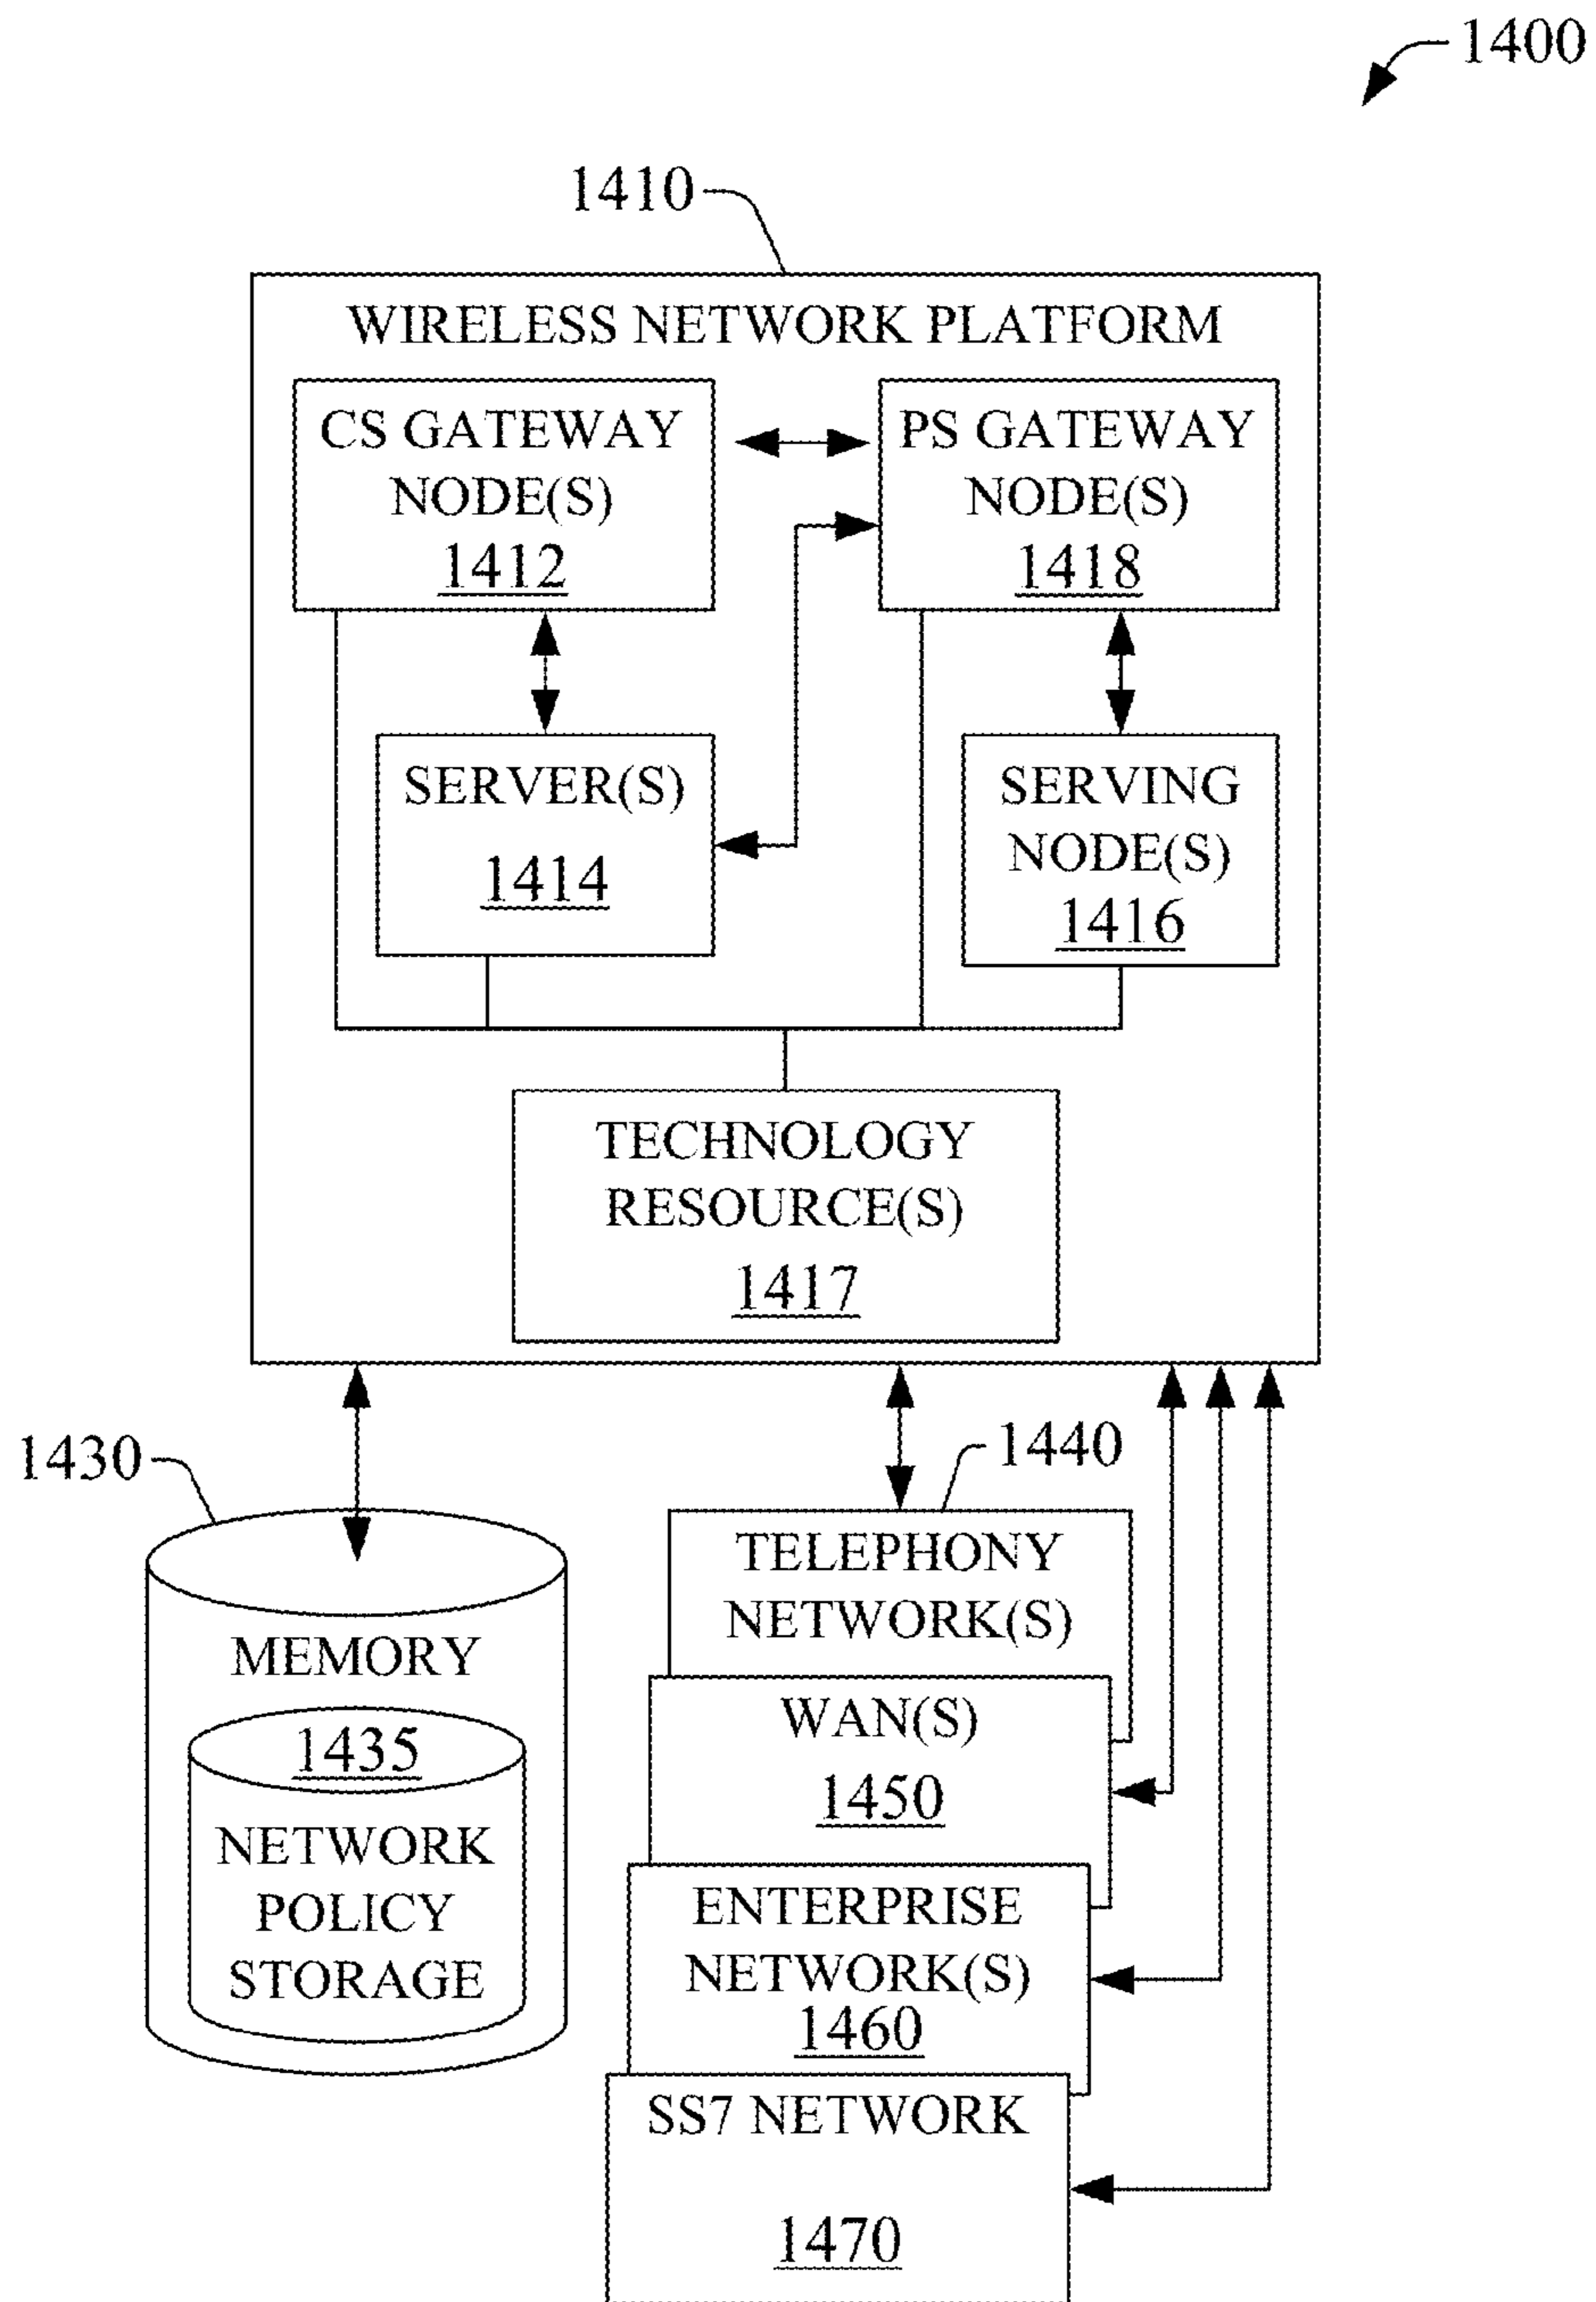 1400
1410
WIRELESS NETWORK PLATFORM
CS GATEWAY
NODE(S)
1412
PS GATEWAY
NODE(S)
1418
SERVER(S)
1414
SERVING
NODE(S)
1416
TECHNOLOGY
RESOURCE(S)
1417
1430
MEMORY
1435
NETWORK
POLICY
STORAGE
1440
TELEPHONY
NETWORK(S)
WAN(S)
1450
ENTERPRISE
NETWORK(S)
1460
SS7 NETWORK
1470